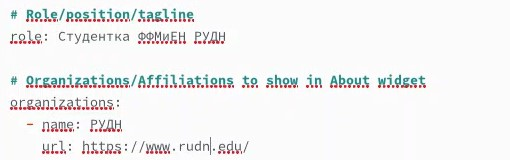 # Role/position/tagline
role: Студентка ФФМиЕН РУДН
# Organizations/Affiliations to show in About widget
organizations:
- name: РУДН
url: https://www.rudn.edu/